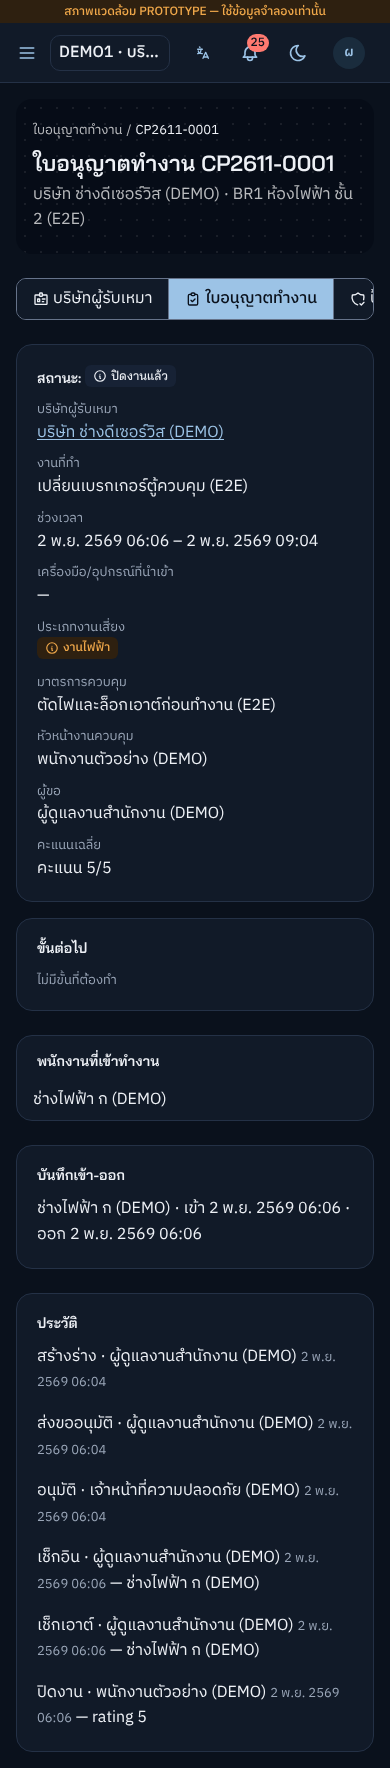 สภาพแวดล้อม PROTOTYPE — ใช้ข้อมูลจำลองเท่านั้น
DEMO1 · บริ...
25
ผ
ใบอนุญาตทำงาน / CP2611-0001
ใบอนุญาตทำงาน CP2611-0001
บริษัท ช่างดีเซอร์วิส (DEMO) · BR1 ห้องไฟฟ้า ชั้น
2 (E2E)
บริษัทผู้รับเหมา
ใบอนุญาตทำงาน
สถานะ: ปิดงานแล้ว
บริษัทผู้รับเหมา
บริษัท ช่างดีเซอร์วิส (DEMO)
งานที่ทำ
เปลี่ยนเบรกเกอร์ตู้ควบคุม (E2E)
ช่วงเวลา
2 พ.ย. 2569 06:06 – 2 พ.ย. 2569 09:04
เครื่องมือ/อุปกรณ์ที่นำเข้า
—
ประเภทงานเสี่ยง
งานไฟฟ้า
มาตรการควบคุม
ตัดไฟและล็อกเอาต์ก่อนทำงาน (E2E)
หัวหน้างานควบคุม
พนักงานตัวอย่าง (DEMO)
ผู้ขอ
ผู้ดูแลงานสำนักงาน (DEMO)
คะแนนเฉลี่ย
คะแนน 5/5
ขั้นต่อไป
ไม่มีขั้นที่ต้องทำ
พนักงานที่เข้าทำงาน
ช่างไฟฟ้า ก (DEMO)
บันทึกเข้า-ออก
ช่างไฟฟ้า ก (DEMO) · เข้า 2 พ.ย. 2569 06:06 ·
ออก 2 พ.ย. 2569 06:06
ประวัติ
สร้างร่าง · ผู้ดูแลงานสำนักงาน (DEMO) 2 พ.ย.
2569 06:04
ส่งขออนุมัติ · ผู้ดูแลงานสำนักงาน (DEMO) 2 พ.ย.
2569 06:04
อนุมัติ · เจ้าหน้าที่ความปลอดภัย (DEMO) 2 พ.ย.
2569 06:04
เช็กอิน · ผู้ดูแลงานสำนักงาน (DEMO) 2 พ.ย.
2569 06:06 — ช่างไฟฟ้า ก (DEMO)
เช็กเอาต์ · ผู้ดูแลงานสำนักงาน (DEMO) 2 พ.ย.
2569 06:06 — ช่างไฟฟ้า ก (DEMO)
ปิดงาน · พนักงานตัวอย่าง (DEMO) 2 พ.ย. 2569
06:06 — rating 5